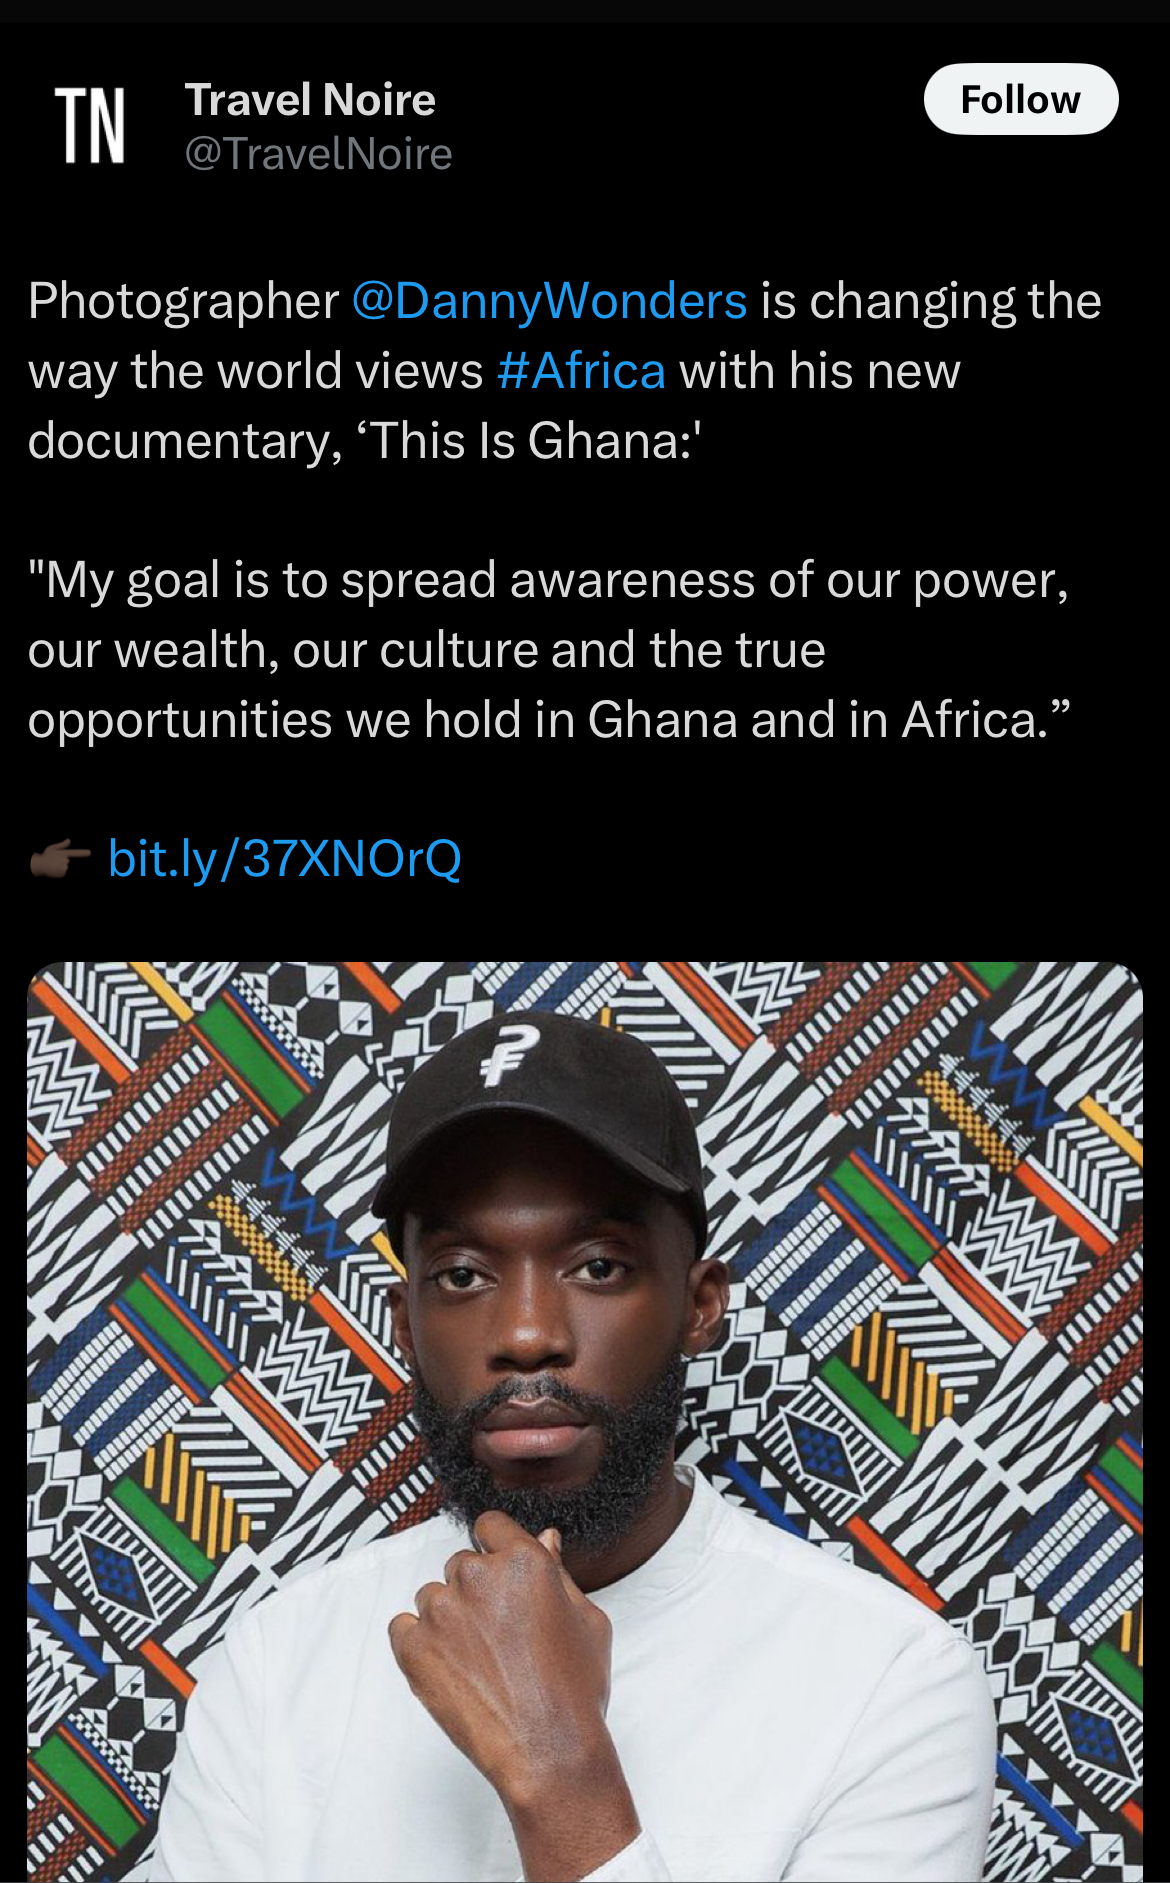 TN
Travel Noire
@TravelNoire
Follow
Photographer @DannyWonders is changing the
way the world views #Africa with his new
documentary, ‘This Is Ghana:'
"My goal is to spread awareness of our power,
our wealth, our culture and the true
opportunities we hold in Ghana and in Africa.”
👉🏿 bit.ly/37XNOrQ